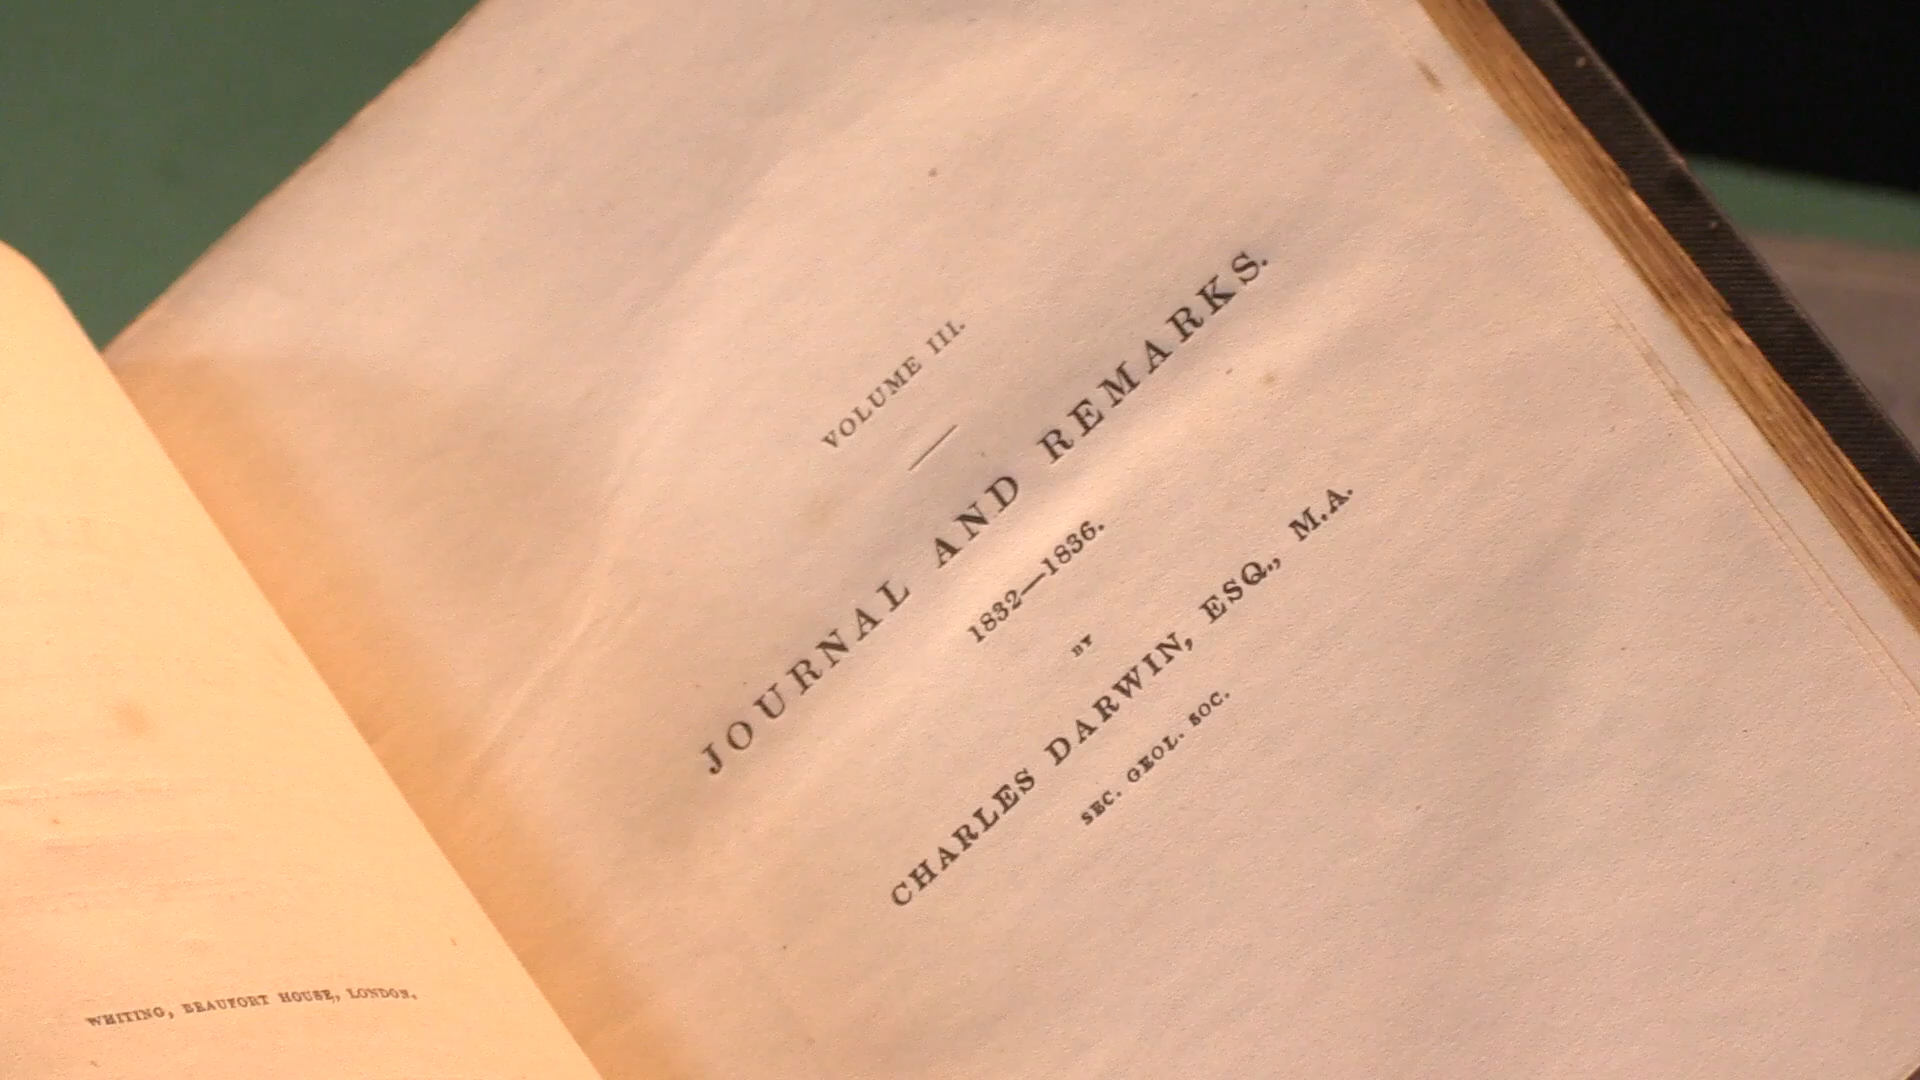 WHITING, BEAUFORT HOUSE, LONDON.
VOLUME III.
JOURNAL AND REMARKS.
1832—1836.
BY
CHARLES DARWIN, ESQ., M.A.
SEC. GEOL. SOC.